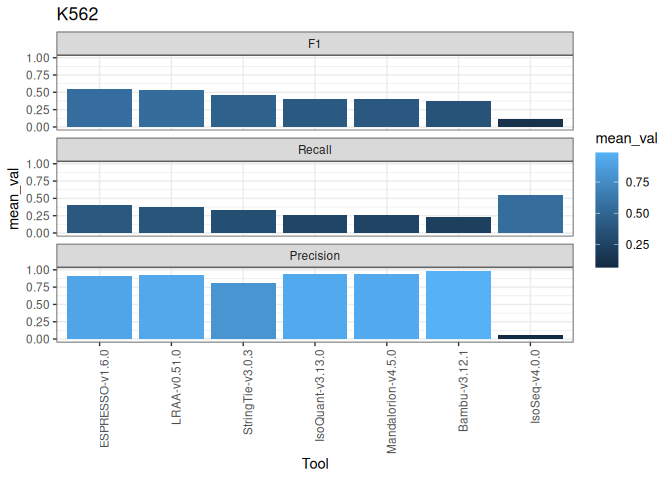 K562
F1
1.00
0.75
0.50
0.25
0.00
Recall
1.00
0.75
0.50
0.25
0.00
Precision
1.00
0.75
0.50
0.25
0.00
mean_val
ESPRESSO-v1.6.0
LRAA-v0.51.0
StringTie-v3.0.3
IsoQuant-v3.13.0
Mandalorion-v4.5.0
Bambu-v3.12.1
IsoSeq-v4.0.0
Tool
mean_val
0.75
0.50
0.25